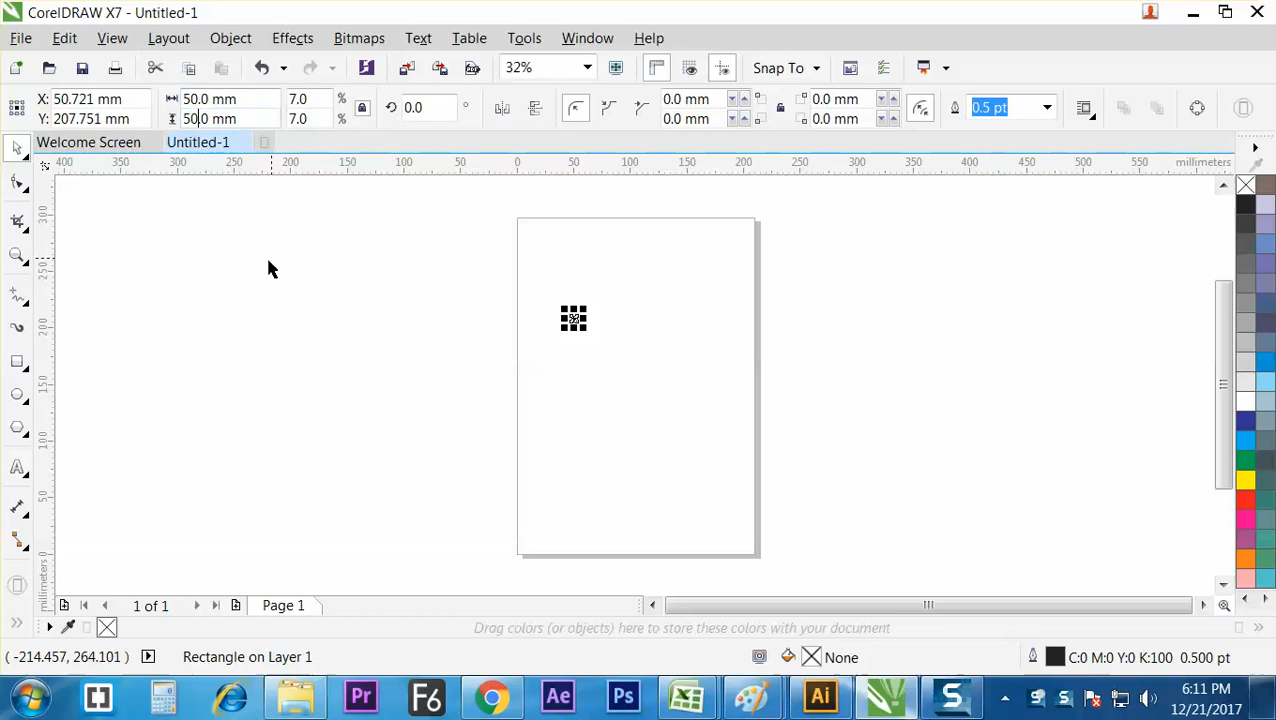 CorelDRAW X7 - Untitled-1
File Edit View Layout Object Effects Bitmaps Text Table Tools Window Help
32% Snap To
X: 50.721 mm 50.0 mm 7.0 % 0.0 ° 0.0 mm 0.0 mm 0.5 pt
Y: 207.751 mm 50.0 mm 7.0 % 0.0 mm 0.0 mm
Welcome Screen Untitled-1
400 350 300 250 200 150 100 50 0 50 100 150 200 250 300 350 400 450 500 550 millimeters
300
250
200
150
100
50
0
millimeters
1 of 1 Page 1
Drag colors (or objects) here to store these colors with your document
( -214.457, 264.101 ) Rectangle on Layer 1 None C:0 M:0 Y:0 K:100 0.500 pt
Pr F6 Ae Ps Ai S 6:11 PM
12/21/2017